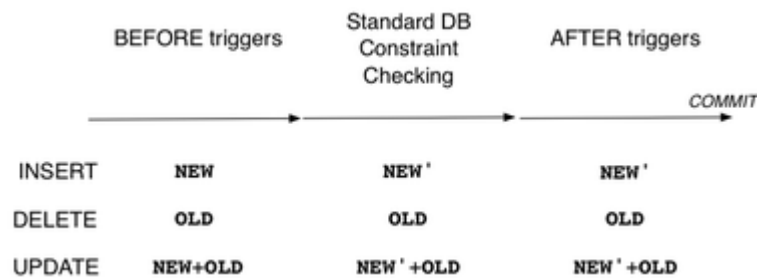 BEFORE triggers
Standard DB
Constraint
Checking
AFTER triggers
COMMIT
INSERT NEW NEW' NEW'
DELETE OLD OLD OLD
UPDATE NEW+OLD NEW'+OLD NEW'+OLD